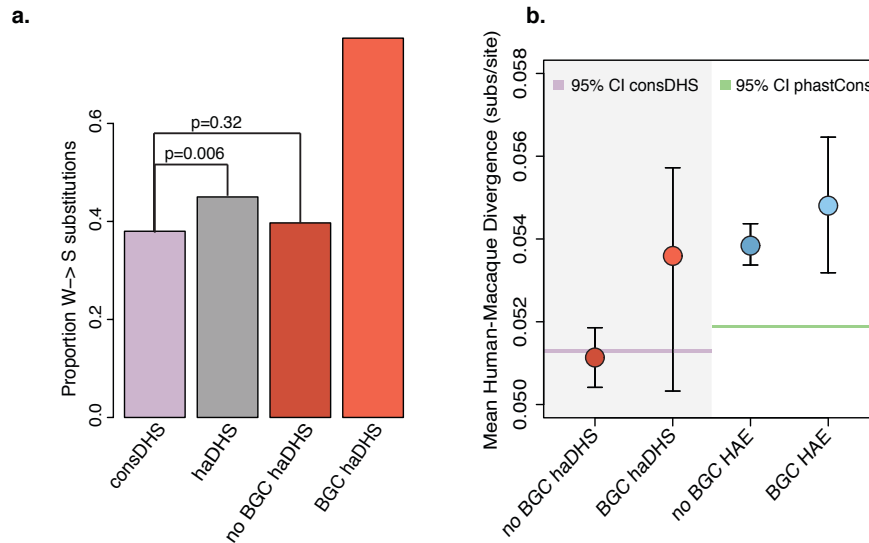 a.
Proportion W-> S substitutions
0.0
0.2
0.4
0.6
p=0.32
p=0.006
consDHS
haDHS
no BGC haDHS
BGC haDHS
b.
Mean Human-Macaque Divergence (subs/site)
0.050
0.052
0.054
0.056
0.058
95% CI consDHS
95% CI phastCons
no BGC haDHS
BGC haDHS
no BGC HAE
BGC HAE